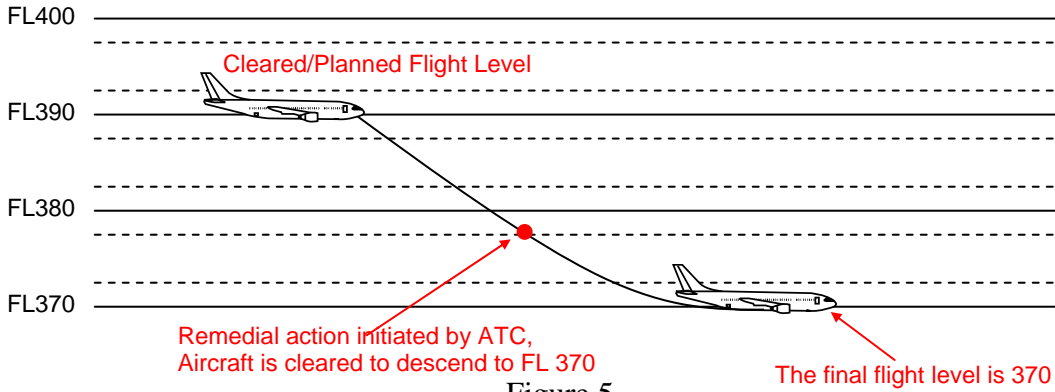 FL400
Cleared/Planned Flight Level
FL390
FL380
FL370
Remedial action initiated by ATC,
Aircraft is cleared to descend to FL 370
The final flight level is 370
Figure 5